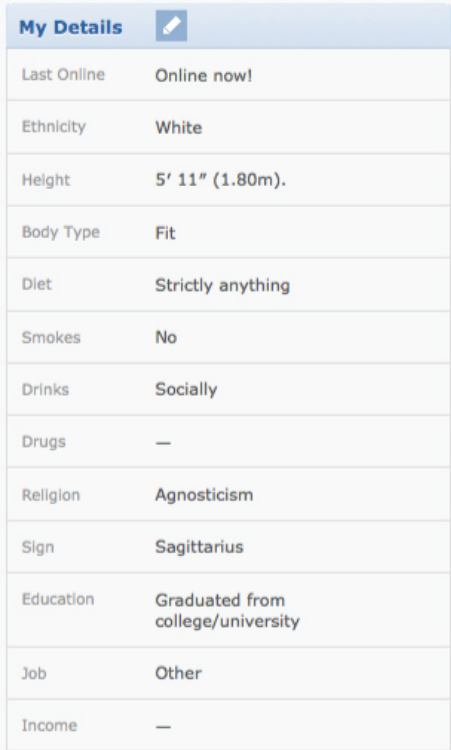 My Details
Last Online Online now!
Ethnicity White
Height 5′ 11″ (1.80m).
Body Type Fit
Diet Strictly anything
Smokes No
Drinks Socially
Drugs —
Religion Agnosticism
Sign Sagittarius
Education Graduated from
college/university
Job Other
Income —